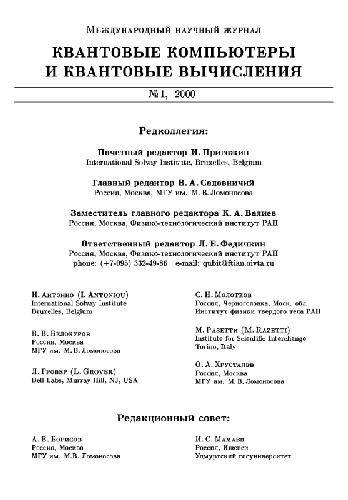 Международный научный журнал
КВАНТОВЫЕ КОМПЬЮТЕРЫ
И КВАНТОВЫЕ ВЫЧИСЛЕНИЯ
№1, 2000
Редколлегия:
Почетный редактор И. Пригожин
International Solvay Institute, Bruxelles, Belgium
Главный редактор В. А. Садовничий
Россия, Москва, МГУ им. М. В. Ломоносова
Заместитель главного редактора К. А. Валиев
Россия, Москва, Физико-технологический институт РАН
Ответственный редактор Л. Е. Федичкин
Россия, Москва, Физико-технологический институт РАН
phone: (+7-095) 332-49-86 e-mail: qubit@ftian.oivta.ru
И. Антониу (I. Antoniou)
International Solvay Institute
Bruxelles, Belgium
В. В. Белокуров
Россия, Москва
МГУ им. М. В. Ломоносова
Л. Гровер (L. Grover)
Bell Labs, Murray Hill, NJ, USA
С. Н. Молотков
Россия, Черноголовка, Моск. обл.
Институт физики твердого тела РАН
М. Разетти (M. Razetti)
Institute for Scientific Interchange
Torino, Italy
О. А. Хрусталев
Россия, Москва
МГУ им. М. В. Ломоносова
Редакционный совет:
А. В. Борисов
Россия, Москва
МГУ им. М. В. Ломоносова
И. С. Мамаев
Россия, Ижевск
Удмуртский госуниверситет